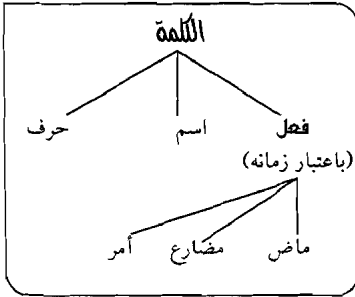 الكلمة
فعل اسم حرف
(باعتبار زمانه)
ماض مضارع أمر